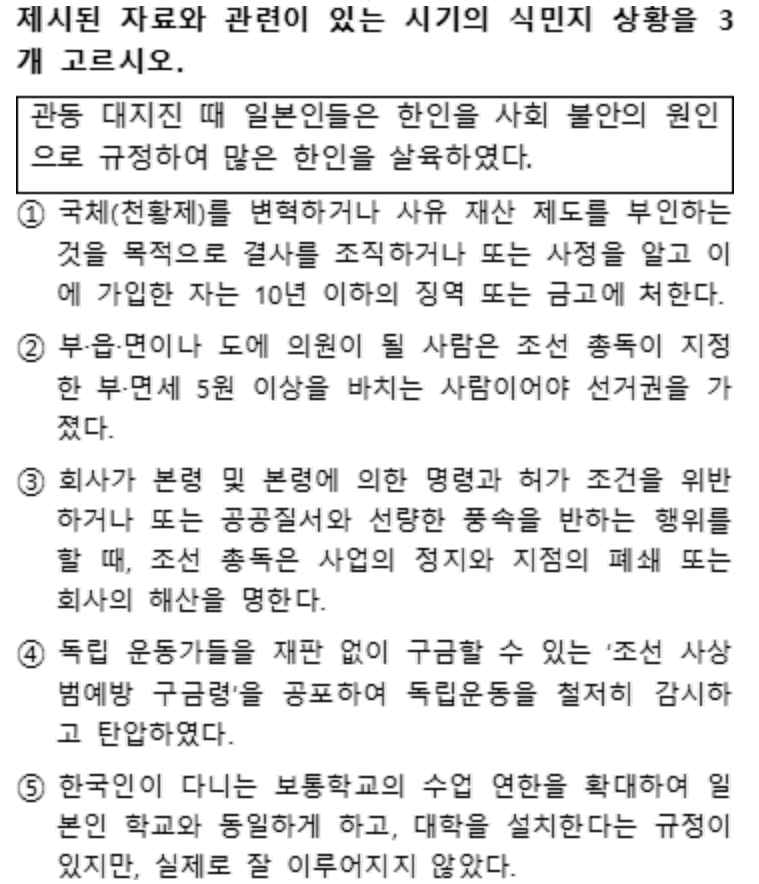 제시된 자료와 관련이 있는 시기의 식민지 상황을 3
개 고르시오.
관동 대지진 때 일본인들은 한인을 사회 불안의 원인
으로 규정하여 많은 한인을 살육하였다.
① 국체(천황제)를 변혁하거나 사유 재산 제도를 부인하는
것을 목적으로 결사를 조직하거나 또는 사정을 알고 이
에 가입한 자는 10년 이하의 징역 또는 금고에 처한다.
② 부·읍·면이나 도에 의원이 될 사람은 조선 총독이 지정
한 부·면세 5원 이상을 바치는 사람이어야 선거권을 가
졌다.
③ 회사가 본령 및 본령에 의한 명령과 허가 조건을 위반
하거나 또는 공공질서와 선량한 풍속을 반하는 행위를
할 때, 조선 총독은 사업의 정지와 지점의 폐쇄 또는
회사의 해산을 명한다.
④ 독립 운동가들을 재판 없이 구금할 수 있는 '조선 사상
범예방 구금령'을 공포하여 독립운동을 철저히 감시하
고 탄압하였다.
⑤ 한국인이 다니는 보통학교의 수업 연한을 확대하여 일
본인 학교와 동일하게 하고, 대학을 설치한다는 규정이
있지만, 실제로 잘 이루어지지 않았다.